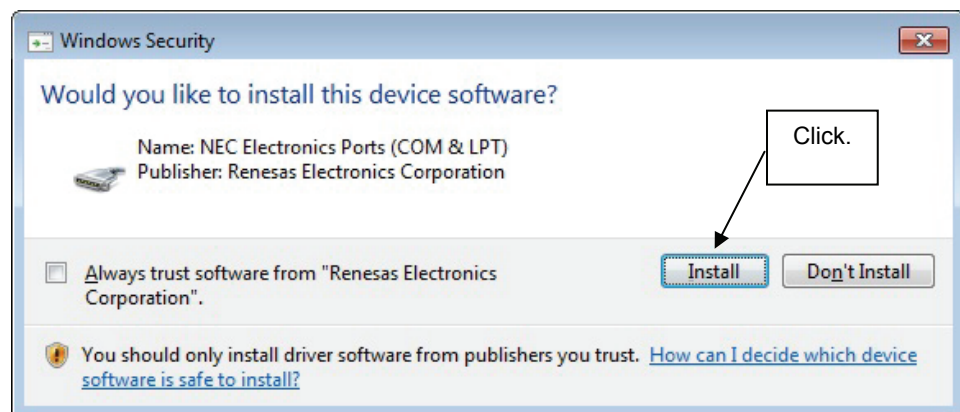 Windows Security
Would you like to install this device software?
Name: NEC Electronics Ports (COM & LPT)
Publisher: Renesas Electronics Corporation
Click.
Always trust software from "Renesas Electronics
Corporation".
Install
Don't Install
You should only install driver software from publishers you trust. How can I decide which device
software is safe to install?